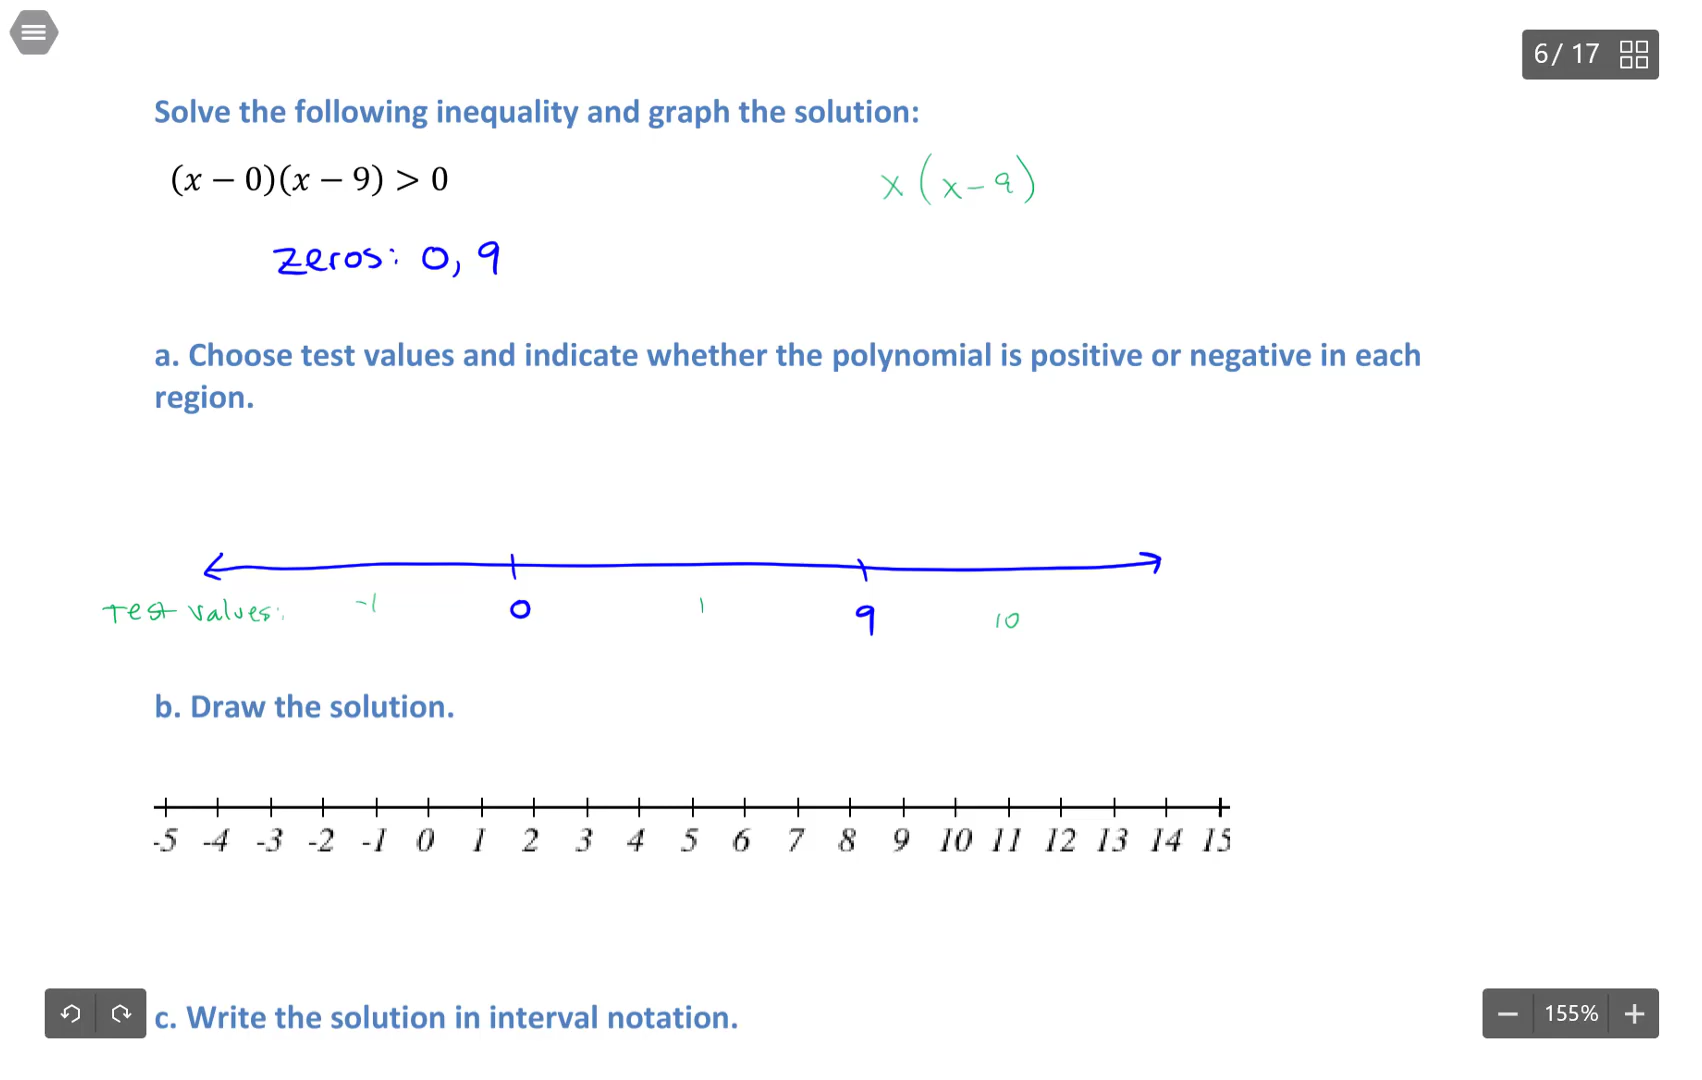 6 / 17
Solve the following inequality and graph the solution:
(x − 0)(x − 9) > 0
x (x − 9)
zeros: 0, 9
a. Choose test values and indicate whether the polynomial is positive or negative in each
region.
Test values: -1 0 1 9 10
b. Draw the solution.
-5 -4 -3 -2 -1 0 1 2 3 4 5 6 7 8 9 10 11 12 13 14 15
c. Write the solution in interval notation.
155%